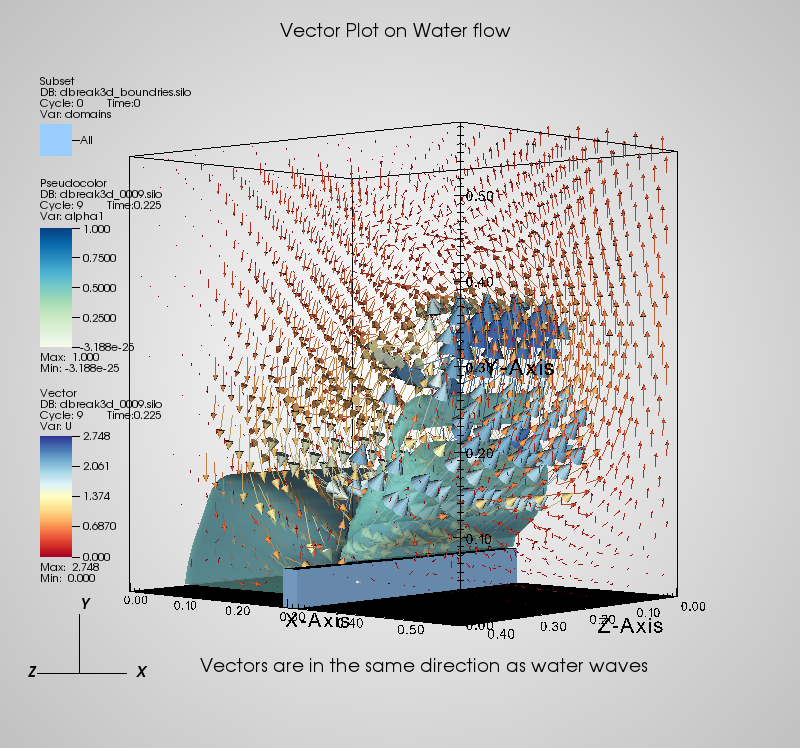 Vector Plot on Water flow
Subset
DB: dbreak3d_boundries.silo
Cycle: 0 Time:0
Var: domains
All
Pseudocolor
DB: dbreak3d_0009.silo
Cycle: 9 Time:0.225
Var: alpha1
1.000
0.7500
0.5000
0.2500
-3.188e-25
Max: 1.000
Min: -3.188e-25
Vector
DB: dbreak3d_0009.silo
Cycle: 9 Time:0.225
Var: U
2.748
2.061
1.374
0.6870
0.000
Max: 2.748
Min: 0.000
0.50
0.40
0.30 Y-Axis
0.20
0.10
0.00
0.00 0.10 0.20 0.30 0.40 0.50
X-Axis
0.40 0.30 0.20 0.10 0.00
Z-Axis
Y
Z X
Vectors are in the same direction as water waves